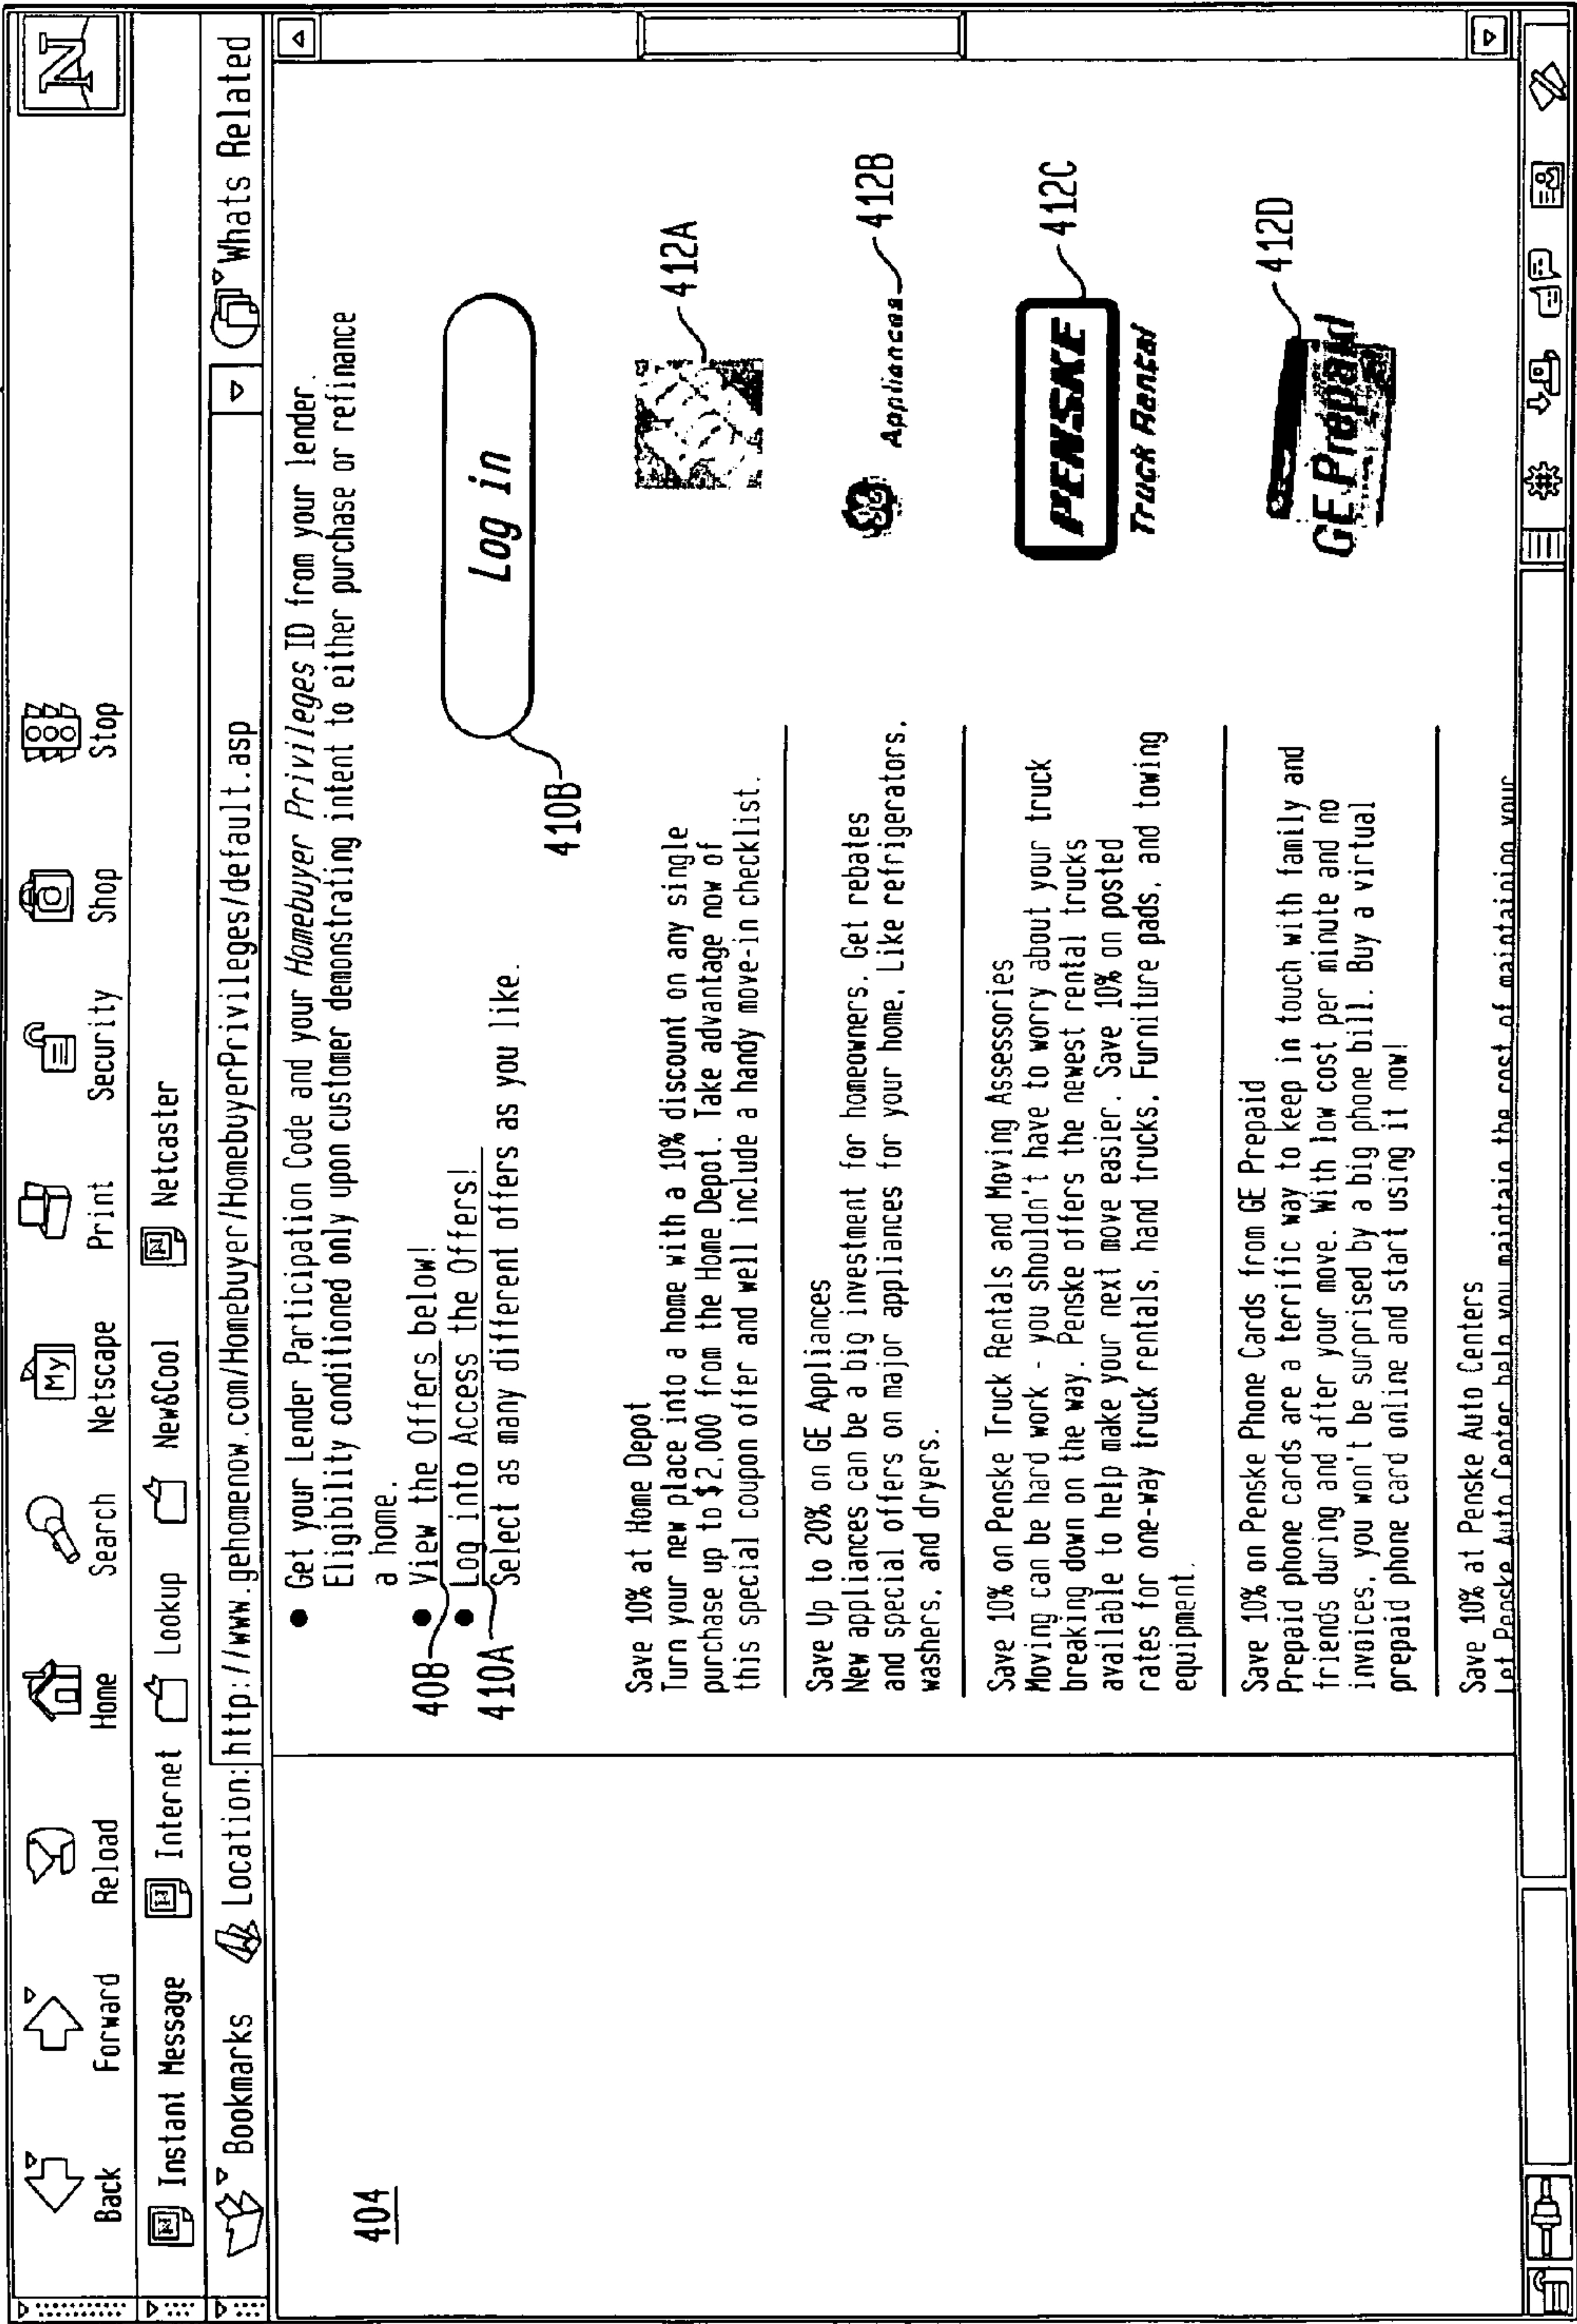 N
Back
Forward
Reload
Home
Search
My
Netscape
Print
Security
Shop
Stop
N Instant Message
N Internet
Lookup
New&Cool
N Netcaster
Bookmarks
Location: http://www.gehomenow.com/Homebuyer/HomebuyerPrivileges/default.asp
Whats Related
404
● Get your Lender Participation Code and your Homebuyer Privileges ID from your lender.
Eligibility conditioned only upon customer demonstrating intent to either purchase or refinance
a home.
408 ● View the Offers below!
410A ● Log into Access the Offers!
Select as many different offers as you like.
Log in
410B
Save 10% at Home Depot
Turn your new place into a home with a 10% discount on any single
purchase up to $2,000 from the Home Depot. Take advantage now of
this special coupon offer and well include a handy move-in checklist.
412A
Save Up to 20% on GE Appliances
New appliances can be a big investment for homeowners. Get rebates
and special offers on major appliances for your home, Like refrigerators,
washers, and dryers.
Appliances
412B
Save 10% on Penske Truck Rentals and Moving Assessories
Moving can be hard work - you shouldn't have to worry about your truck
breaking down on the way. Penske offers the newest rental trucks
available to help make your next move easier. Save 10% on posted
rates for one-way truck rentals, hand trucks, Furniture pads, and towing
equipment.
PENSKE
Truck Rental
412C
Save 10% on Penske Phone Cards from GE Prepaid
Prepaid phone cards are a terrific way to keep in touch with family and
friends during and after your move. With low cost per minute and no
invoices, you won't be surprised by a big phone bill. Buy a virtual
prepaid phone card online and start using it now!
GE Prepaid
412D
Save 10% at Penske Auto Centers
Let Penske Auto Center help you maintain the cost of maintaining your